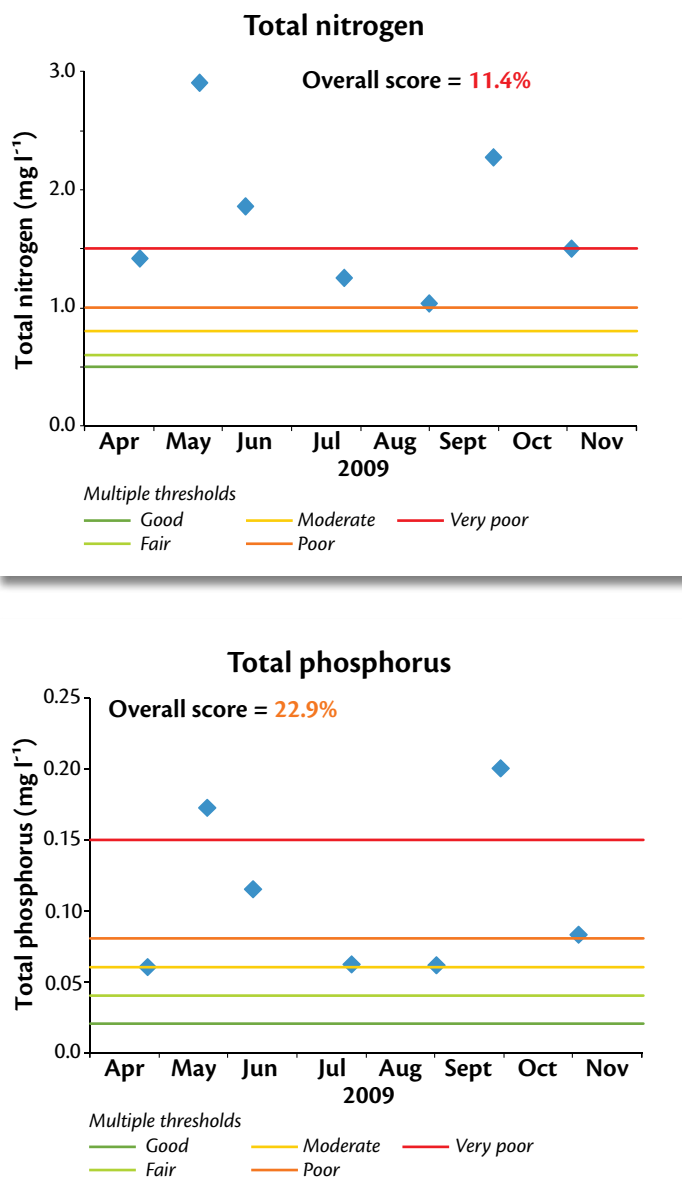 Total nitrogen
Overall score = 11.4%
Total nitrogen (mg l⁻¹)
3.0
2.0
1.0
0.0
Apr May Jun Jul Aug Sept Oct Nov
2009
Multiple thresholds
Good Moderate Very poor
Fair Poor
Total phosphorus
Overall score = 22.9%
Total phosphorus (mg l⁻¹)
0.25
0.20
0.15
0.10
0.05
0.0
Apr May Jun Jul Aug Sept Oct Nov
2009
Multiple thresholds
Good Moderate Very poor
Fair Poor